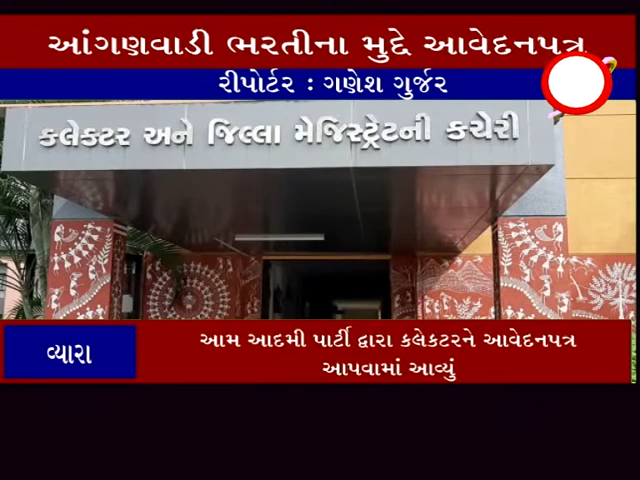 આંગણવાડી ભરતીના મુદ્દે આવેદનપત્ર
રીપોર્ટર : ગણેશ ગુર્જર
કલેક્ટર અને જિલ્લા મેજિસ્ટ્રેટની કચેરી
વ્યારા
આમ આદમી પાર્ટી દ્વારા કલેકટરને આવેદનપત્ર
આપવામાં આવ્યું